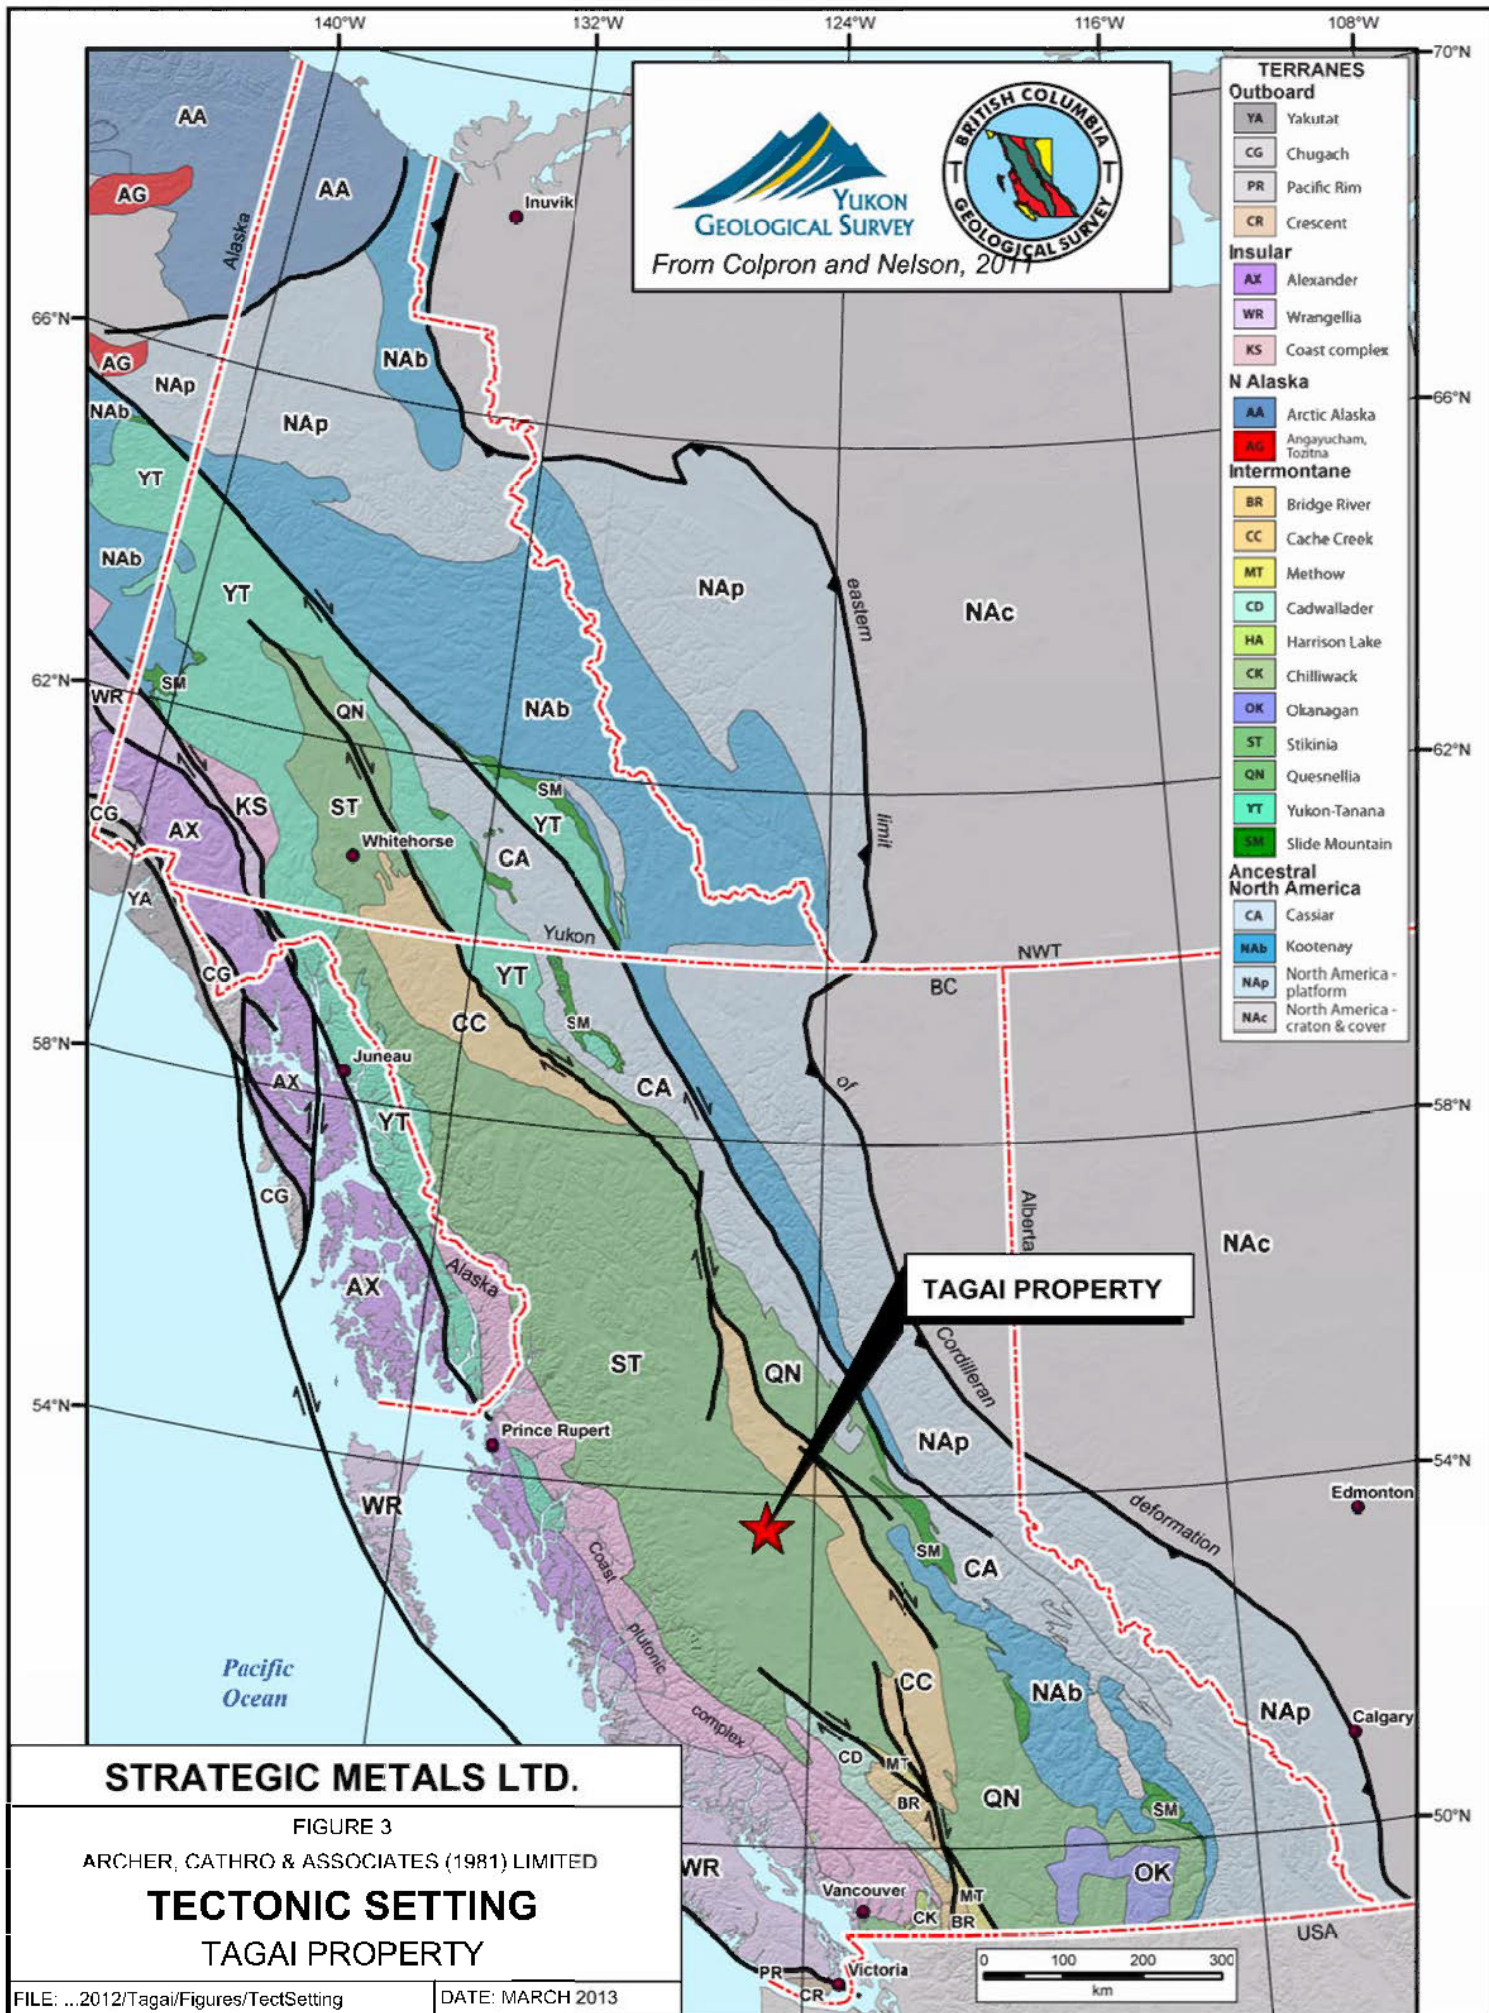 140°W
132°W
124°W
116°W
108°W
70°N
66°N
62°N
58°N
54°N
50°N
66°N
62°N
58°N
54°N
YUKON
GEOLOGICAL SURVEY
BRITISH COLUMBIA
GEOLOGICAL SURVEY
From Colpron and Nelson, 2011
TERRANES
Outboard
YA Yakutat
CG Chugach
PR Pacific Rim
CR Crescent
Insular
AX Alexander
WR Wrangellia
KS Coast complex
N Alaska
AA Arctic Alaska
AG Angayucham,
Tozitna
Intermontane
BR Bridge River
CC Cache Creek
MT Methow
CD Cadwallader
HA Harrison Lake
CK Chilliwack
OK Okanagan
ST Stikinia
QN Quesnellia
YT Yukon-Tanana
SM Slide Mountain
Ancestral
North America
CA Cassiar
NAb Kootenay
NAp North America -
platform
NAc North America -
craton & cover
AA
AG
AA
Alaska
Inuvik
NAb
AG
NAp
NAb
NAp
YT
NAb
YT
NAp
eastern
NAc
SM
WR
QN
NAb
CG
AX
KS
ST
SM
YT
limit
Whitehorse
CA
YA
Yukon
NWT
BC
CG
YT
CC
SM
Juneau
AX
CA
of
YT
CG
Alberta
NAc
AX
Alaska
TAGAI PROPERTY
ST
QN
Cordilleran
Prince Rupert
NAp
Edmonton
WR
deformation
Coast
SM
CA
plutonic
Pacific
Ocean
CC
NAb
NAp
Calgary
complex
CD
MT
BR
QN
SM
WR
OK
Vancouver
CK
MT
BR
USA
PR
Victoria
CR
0 100 200 300
km
STRATEGIC METALS LTD.
FIGURE 3
ARCHER, CATHRO & ASSOCIATES (1981) LIMITED
TECTONIC SETTING
TAGAI PROPERTY
FILE: ...2012/Tagai/Figures/TectSetting
DATE: MARCH 2013